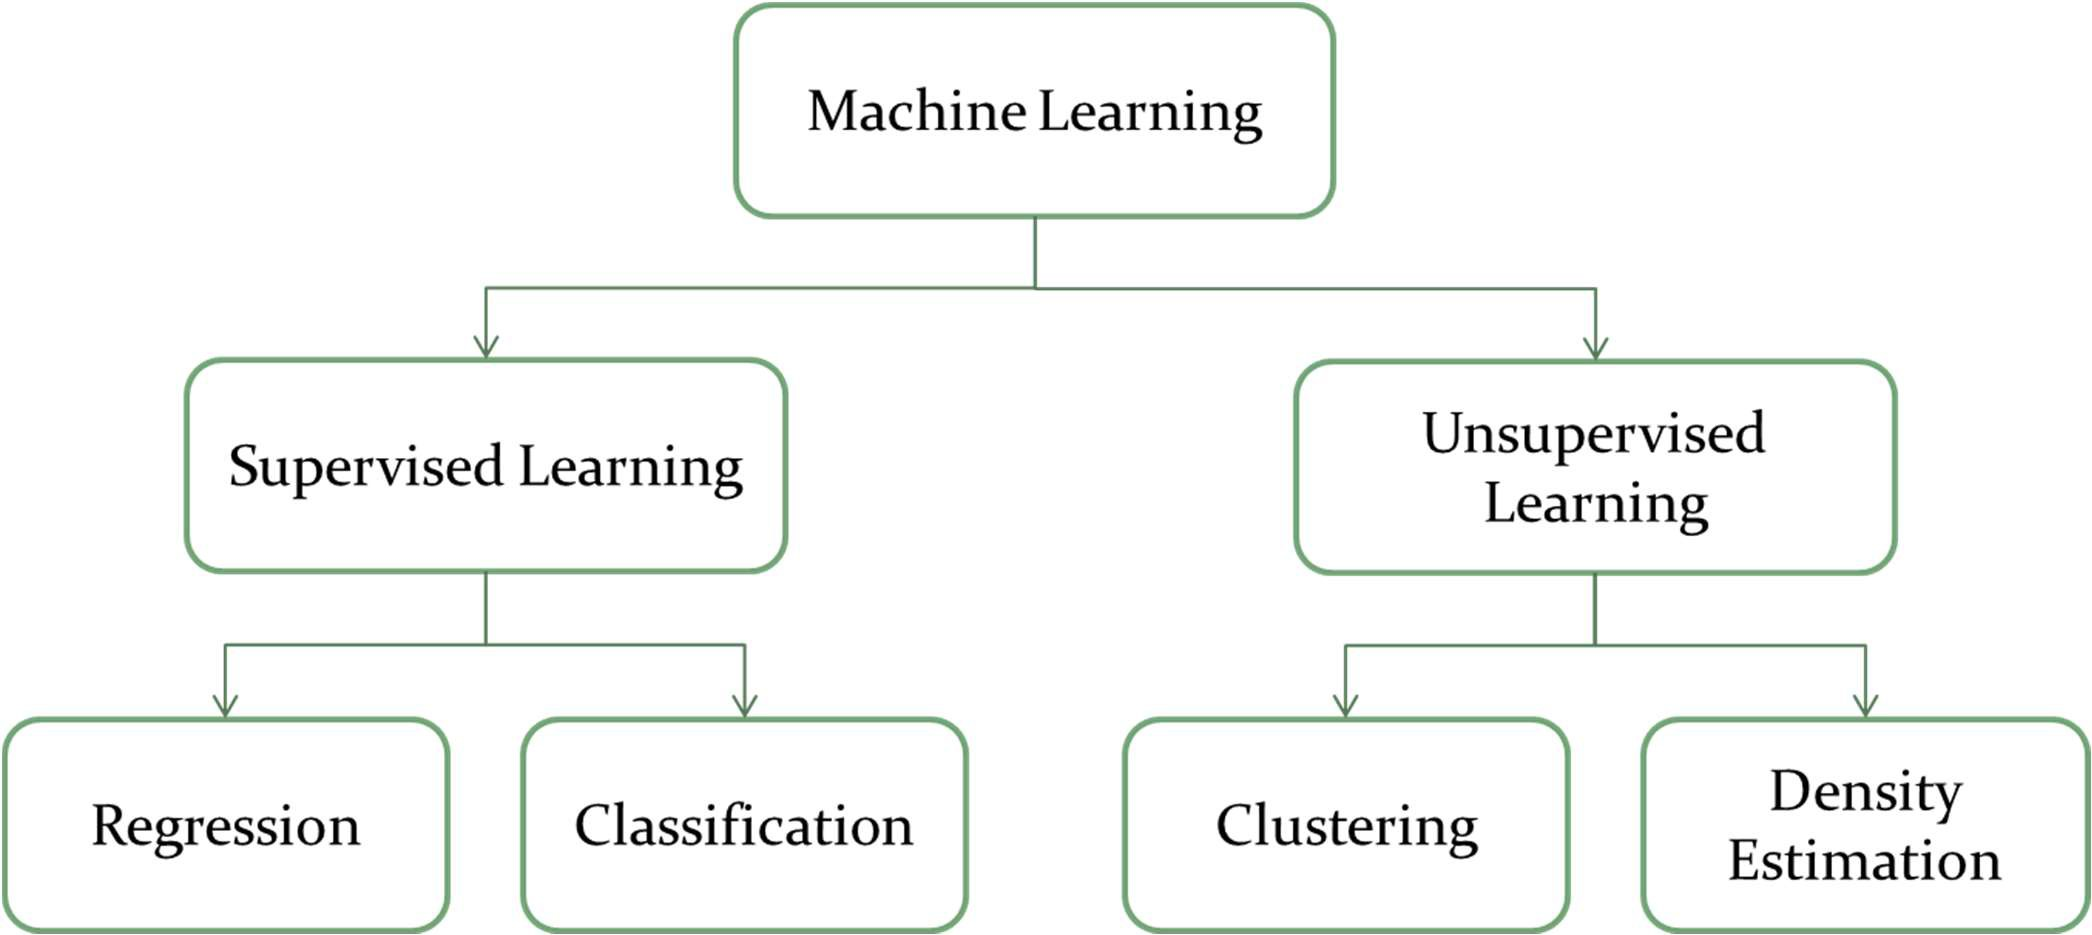 Machine Learning
Supervised Learning
Unsupervised
Learning
Regression
Classification
Clustering
Density
Estimation